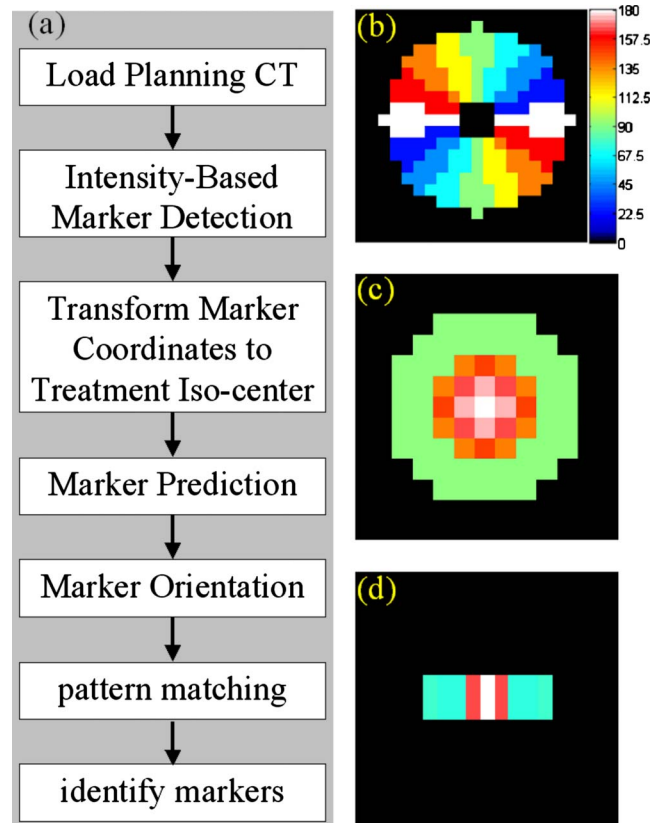 (a)
Load Planning CT
Intensity-Based
Marker Detection
Transform Marker
Coordinates to
Treatment Iso-center
Marker Prediction
Marker Orientation
pattern matching
identify markers
(b)
180
157.5
135
112.5
90
67.5
45
22.5
0
(c)
(d)